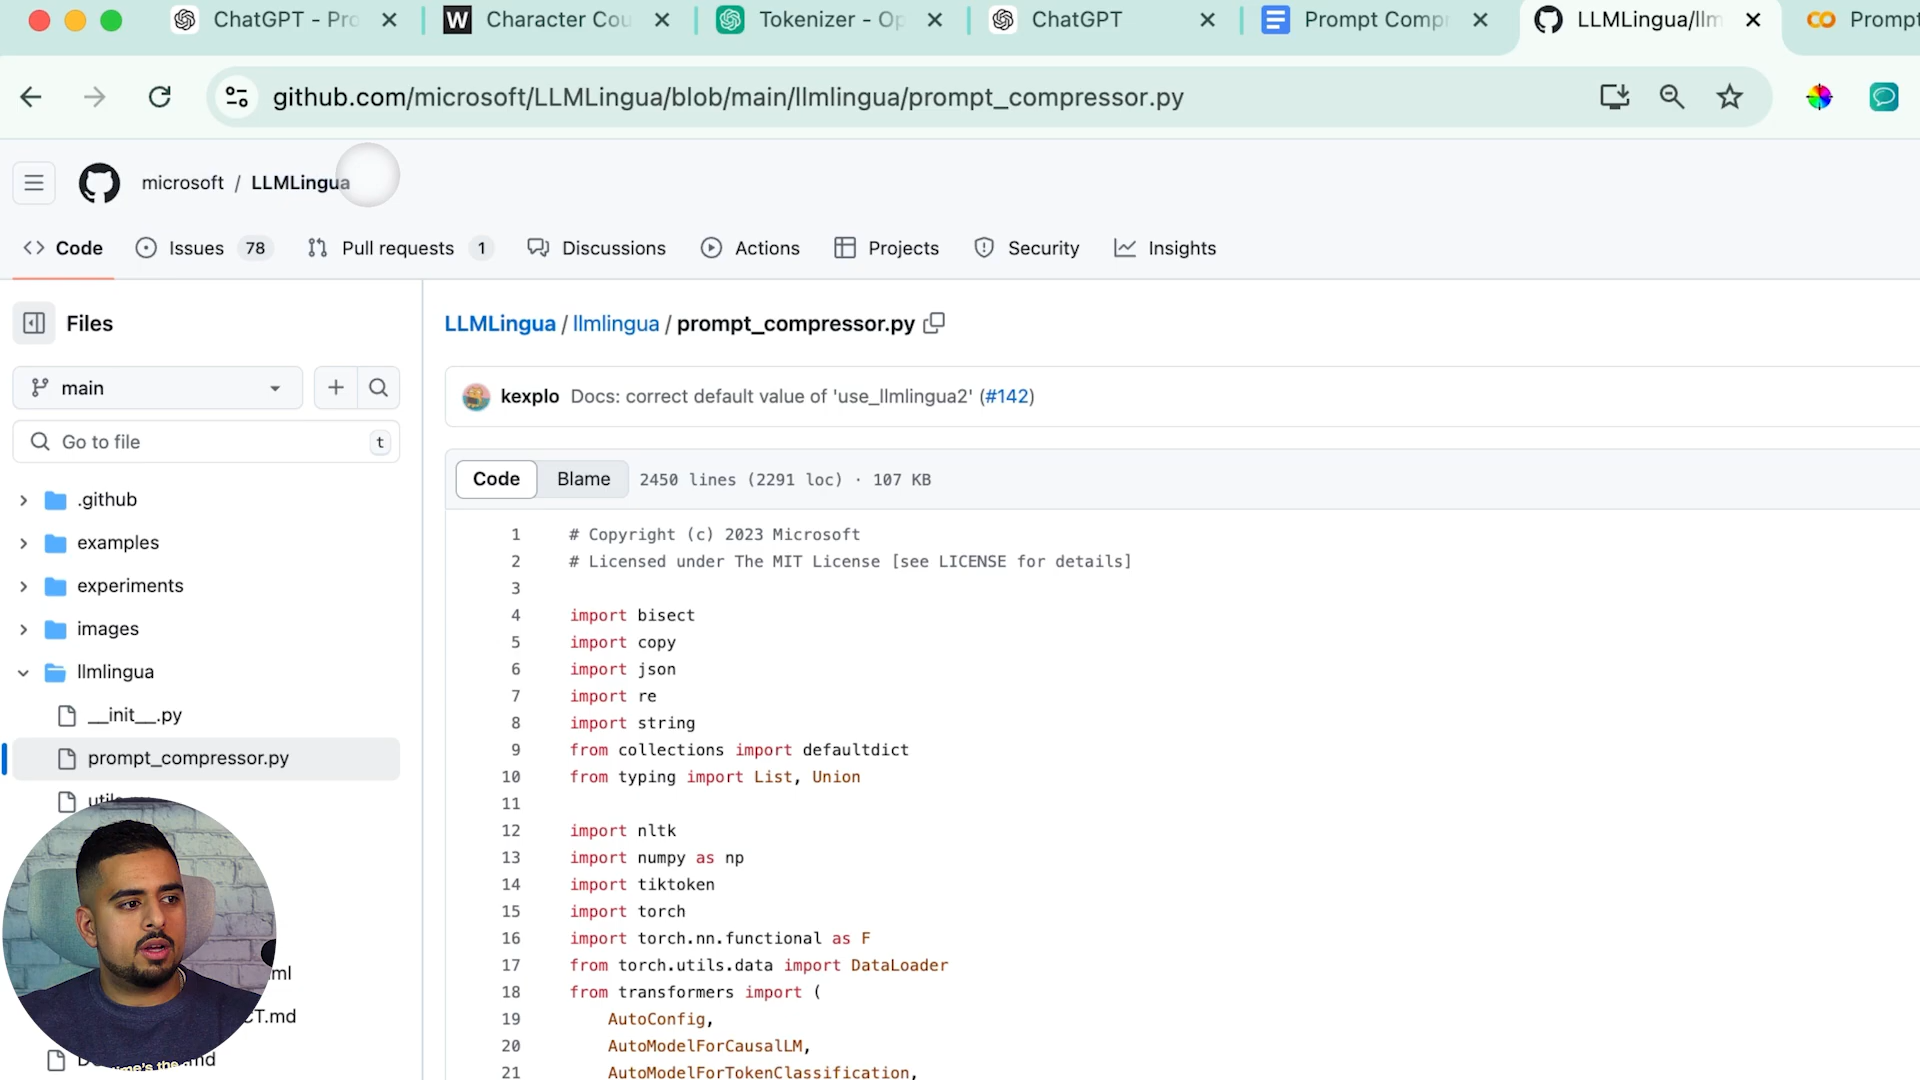 ChatGPT - Pro
Character Cou
Tokenizer - Op
ChatGPT
Prompt Compr
LLMLingua/llm
Prompt
github.com/microsoft/LLMLingua/blob/main/llmlingua/prompt_compressor.py
microsoft / LLMLingua
Code
Issues 78
Pull requests 1
Discussions
Actions
Projects
Security
Insights
Files
LLMLingua / llmlingua / prompt_compressor.py
main
kexplo Docs: correct default value of 'use_llmlingua2' (#142)
Go to file t
Code Blame 2450 lines (2291 loc) · 107 KB
.github
examples
experiments
images
llmlingua
__init__.py
prompt_compressor.py
1 # Copyright (c) 2023 Microsoft
2 # Licensed under The MIT License [see LICENSE for details]
3
4 import bisect
5 import copy
6 import json
7 import re
8 import string
9 from collections import defaultdict
10 from typing import List, Union
11
12 import nltk
13 import numpy as np
14 import tiktoken
15 import torch
16 import torch.nn.functional as F
17 from torch.utils.data import DataLoader
18 from transformers import (
19 AutoConfig,
20 AutoModelForCausalLM,
21 AutoModelForTokenClassification,